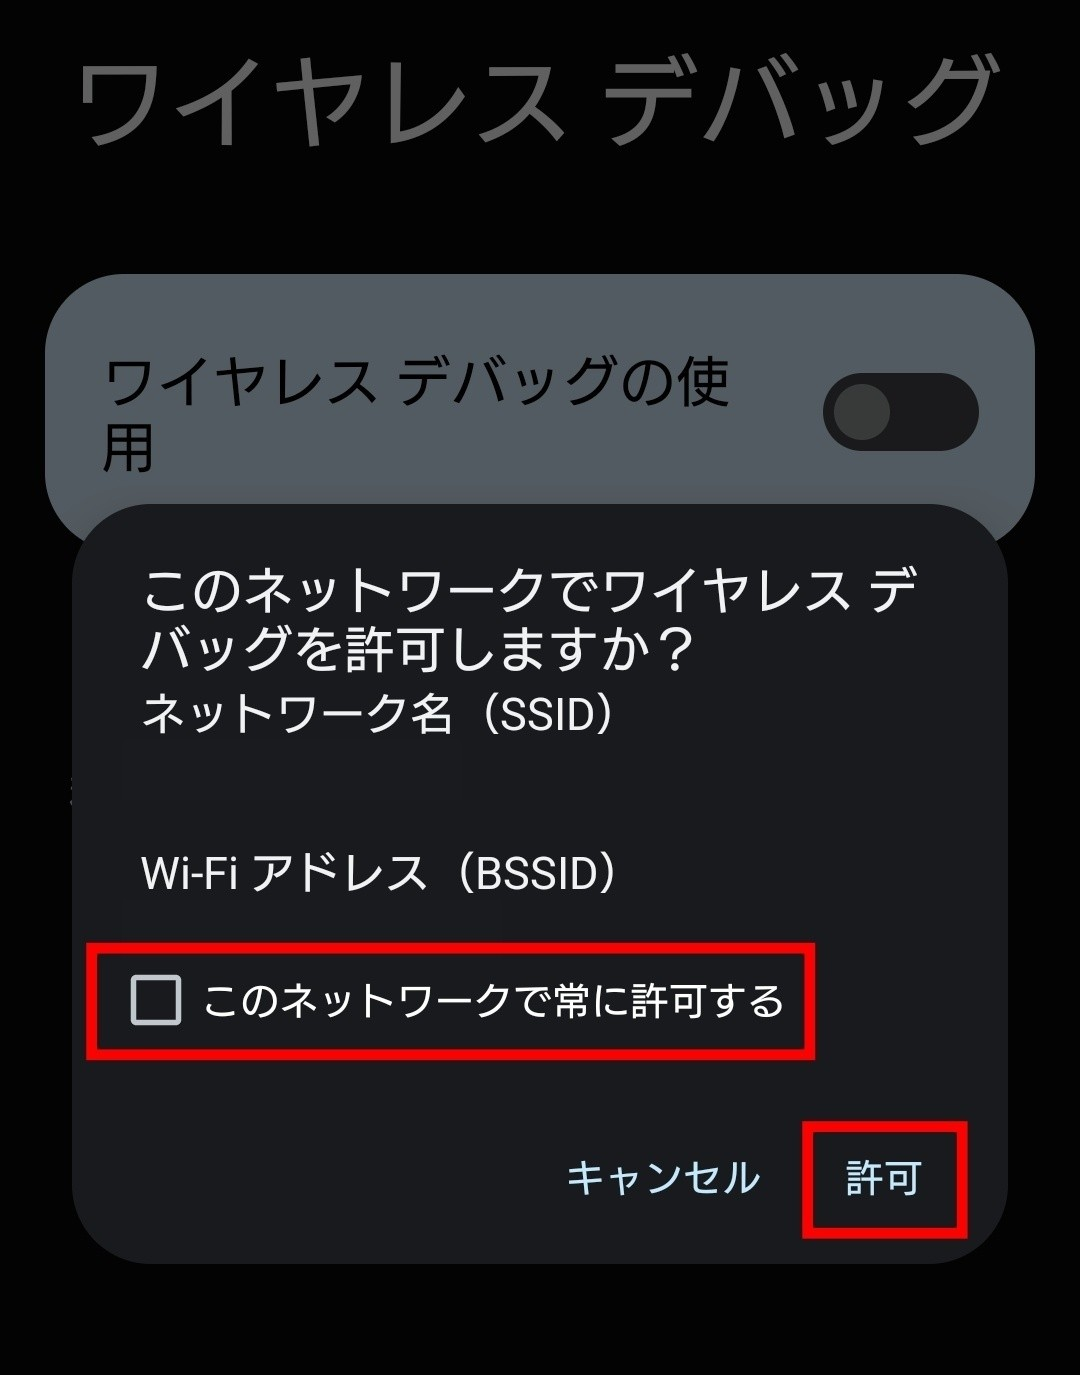 ワイヤレス デバッグ
ワイヤレス デバッグの使
用
このネットワークでワイヤレス デ
バッグを許可しますか？
ネットワーク名（SSID）
Wi-Fi アドレス（BSSID）
このネットワークで常に許可する
キャンセル
許可